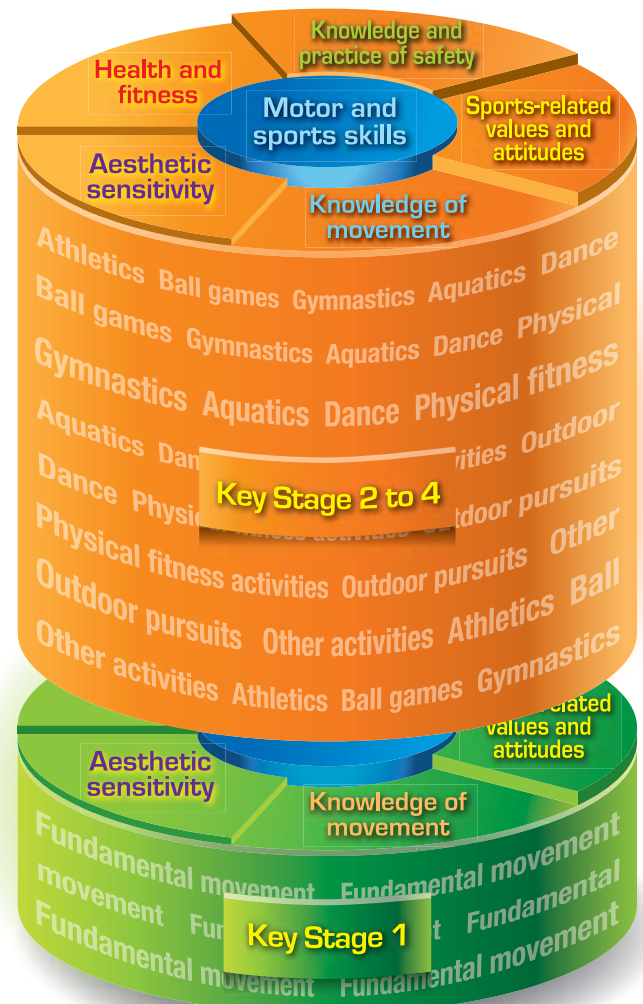 Knowledge and
practice of safety
Health and
fitness
Motor and
sports skills
Sports-related
values and
attitudes
Aesthetic
sensitivity
Knowledge of
movement
Athletics Ball games Gymnastics Aquatics Dance
Ball games Gymnastics Aquatics Dance Physical
Gymnastics Aquatics Dance Physical fitness
Aquatics Outdoor
Dance Outdoor pursuits
Key Stage 2 to 4
Physical fitness activities Outdoor pursuits Other
Outdoor pursuits Other activities Athletics Ball
Other activities Athletics Ball games Gymnastics
values and
attitudes
Aesthetic
sensitivity
Knowledge of
movement
Fundamental movement Fundamental movement
movement Fundamental
Key Stage 1
Fundamental movement Fundamental movement